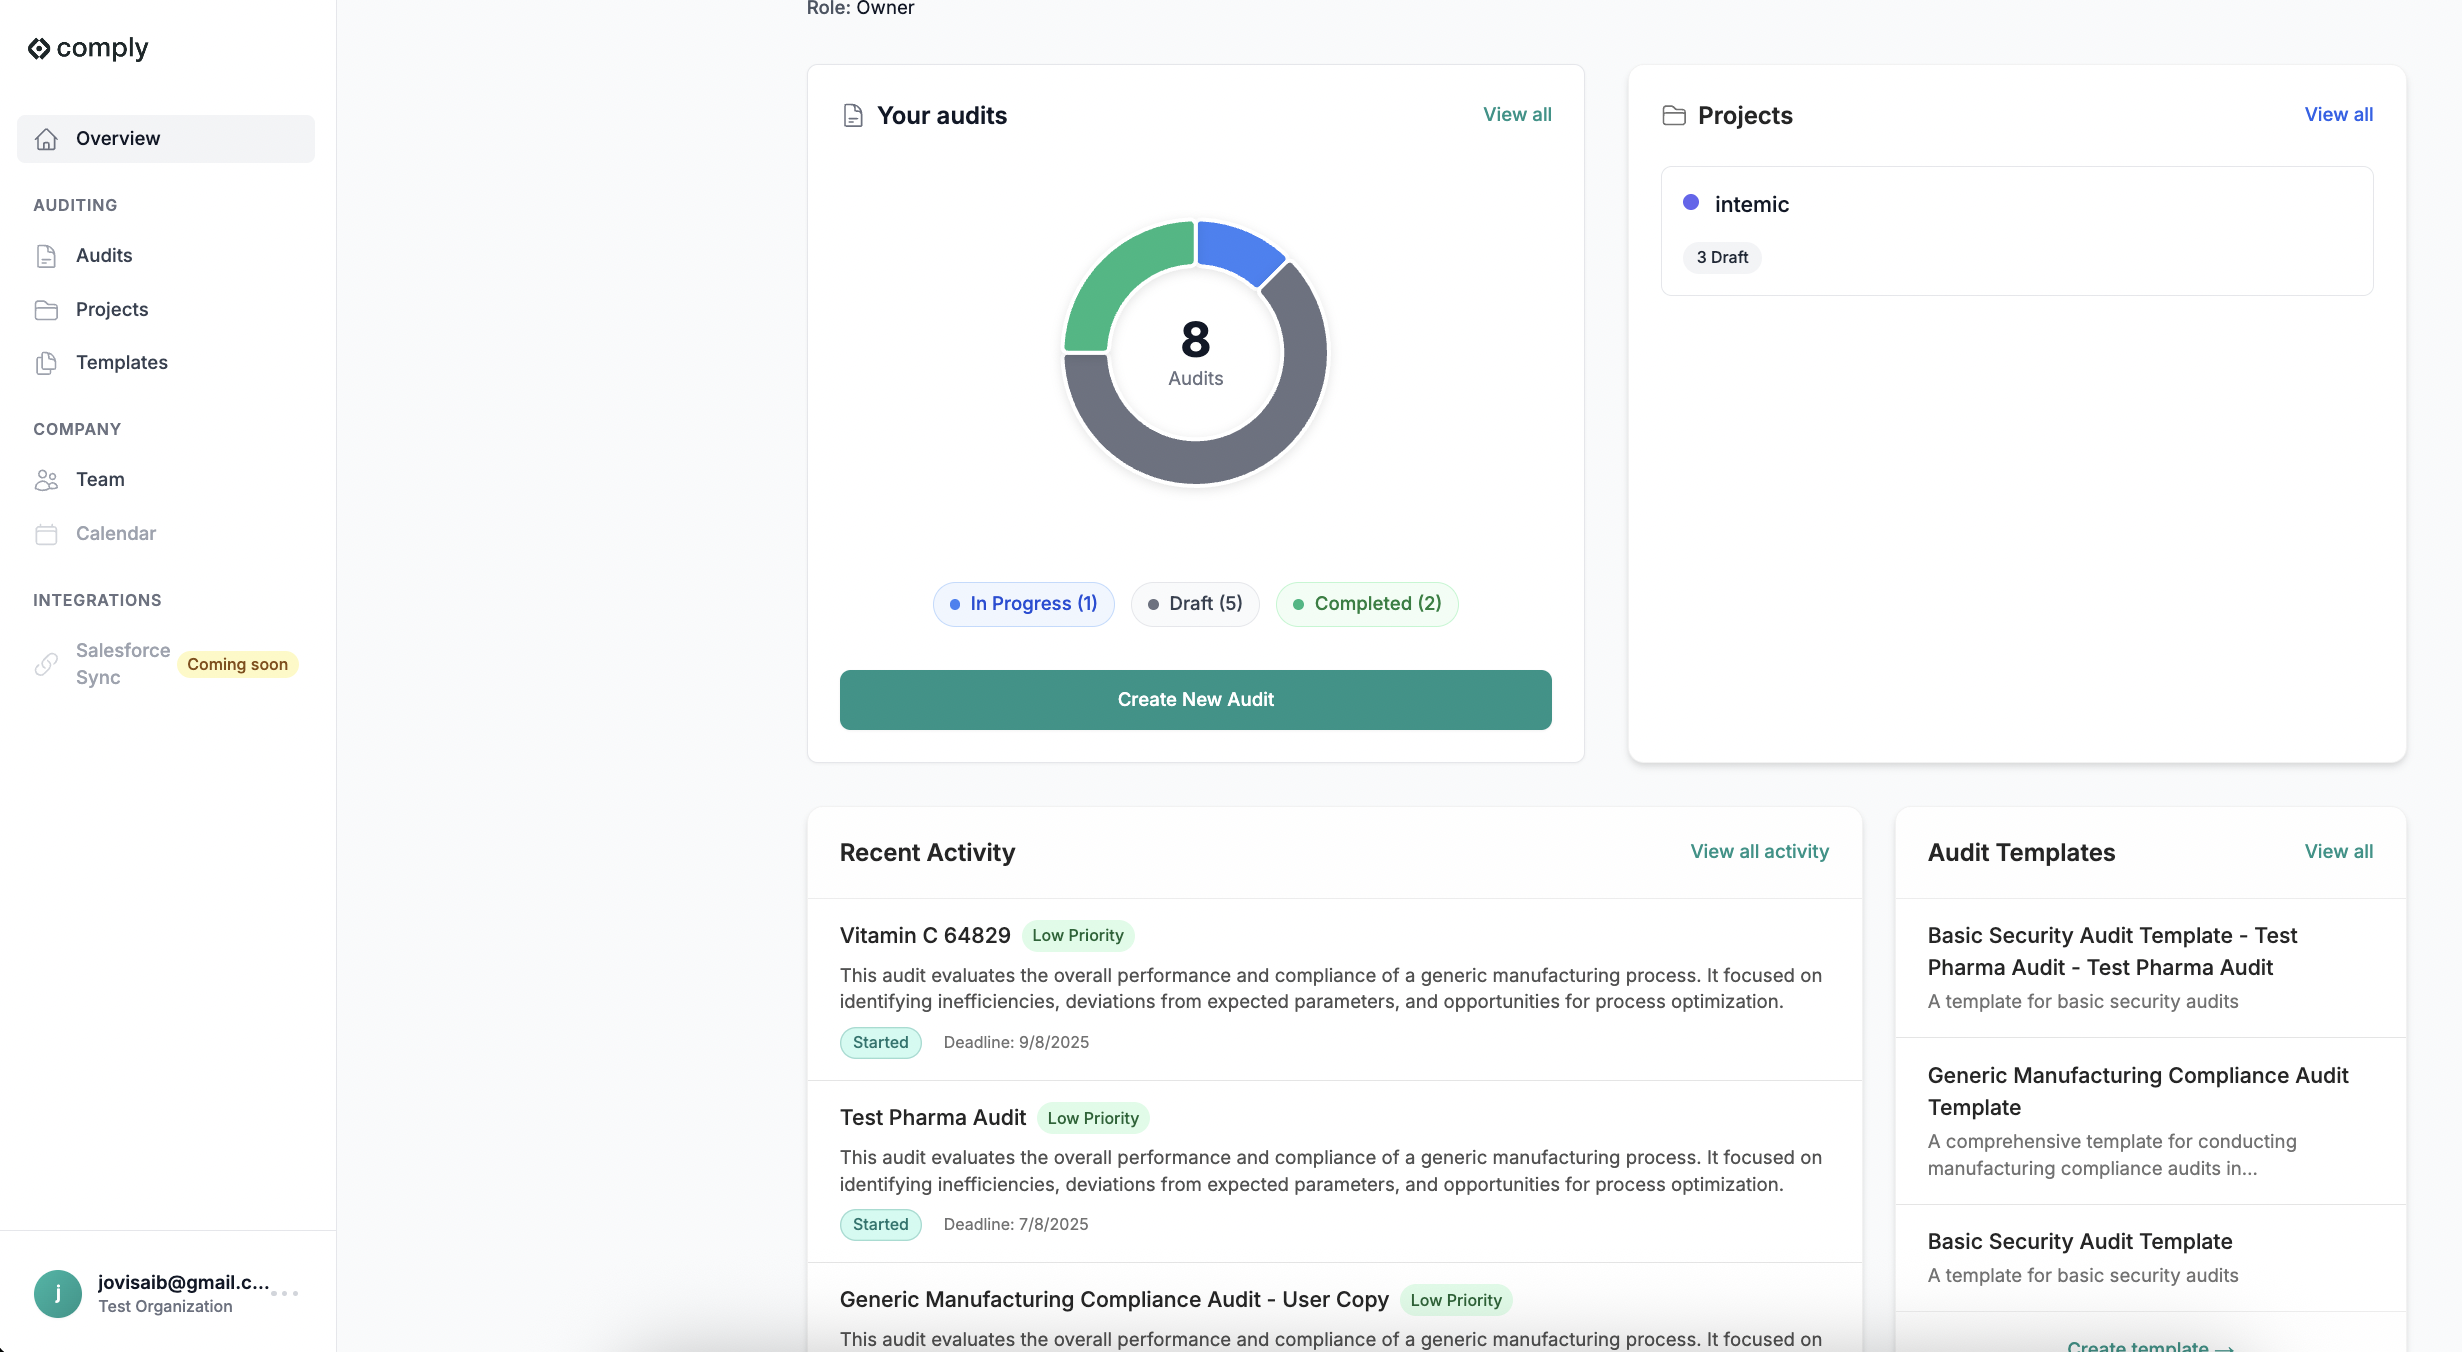 comply
Overview
AUDITING
Audits
Projects
Templates
COMPANY
Team
Calendar
INTEGRATIONS
Salesforce
Sync
Coming soon
j
jovisaib@gmail.c...
Test Organization
Role: Owner
Your audits
View all
8
Audits
In Progress (1)
Draft (5)
Completed (2)
Create New Audit
Projects
View all
intemic
3 Draft
Recent Activity
View all activity
Vitamin C 64829
Low Priority
This audit evaluates the overall performance and compliance of a generic manufacturing process. It focused on
identifying inefficiencies, deviations from expected parameters, and opportunities for process optimization.
Started
Deadline: 9/8/2025
Test Pharma Audit
Low Priority
This audit evaluates the overall performance and compliance of a generic manufacturing process. It focused on
identifying inefficiencies, deviations from expected parameters, and opportunities for process optimization.
Started
Deadline: 7/8/2025
Generic Manufacturing Compliance Audit - User Copy
Low Priority
This audit evaluates the overall performance and compliance of a generic manufacturing process. It focused on
Audit Templates
View all
Basic Security Audit Template - Test
Pharma Audit - Test Pharma Audit
A template for basic security audits
Generic Manufacturing Compliance Audit
Template
A comprehensive template for conducting
manufacturing compliance audits in...
Basic Security Audit Template
A template for basic security audits
Create template →